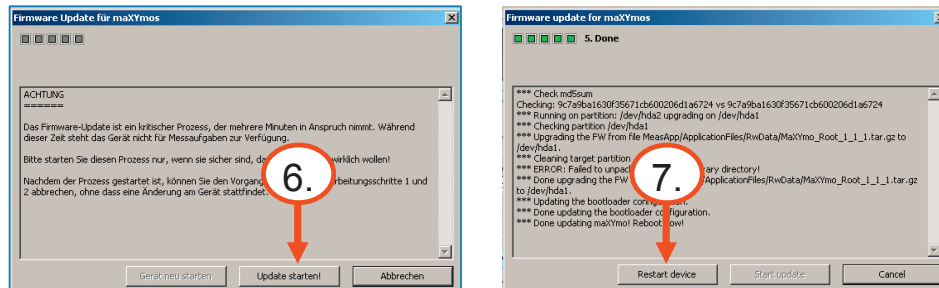 Firmware Update für maXYmos
ACHTUNG
======
Das Firmware-Update ist ein kritischer Prozess, der mehrere Minuten in Anspruch nimmt. Während
dieser Zeit steht das Gerät nicht für Messaufgaben zur Verfügung.
Bitte starten Sie diesen Prozess nur, wenn sie sicher sind, wirklich wollen!
Nachdem der Prozess gestartet ist, können Sie den Vorgang 1 und
2 abbrechen, ohne dass eine Änderung am Gerät stattfindet.
6.
Gerät neu starten
Update starten!
Abbrechen
Firmware update for maXYmos
5. Done
*** Check md5sum
Checking: 9c7a9ba1630f35671cb600206d1a6724 vs 9c7a9ba1630f35671cb600206d1a6724
*** Running on partition: /dev/hda2 upgrading on /dev/hda1
*** Checking partition /dev/hda1
*** Upgrading the FW from file MeasApp/ApplicationFiles/RwData/MaXYmo_Root_1_1_1.tar.gz to
/dev/hda1.
*** Cleaning target partition
*** ERROR: Failed to directory!
*** Done upgrading the FW /ApplicationFiles/RwData/MaXYmo_Root_1_1_1.tar.gz
to /dev/hda1.
*** Updating the bootloader
*** Done updating the bootloader configuration.
*** Done updating maXYmo! Reboot now!
7.
Restart device
Start update
Cancel